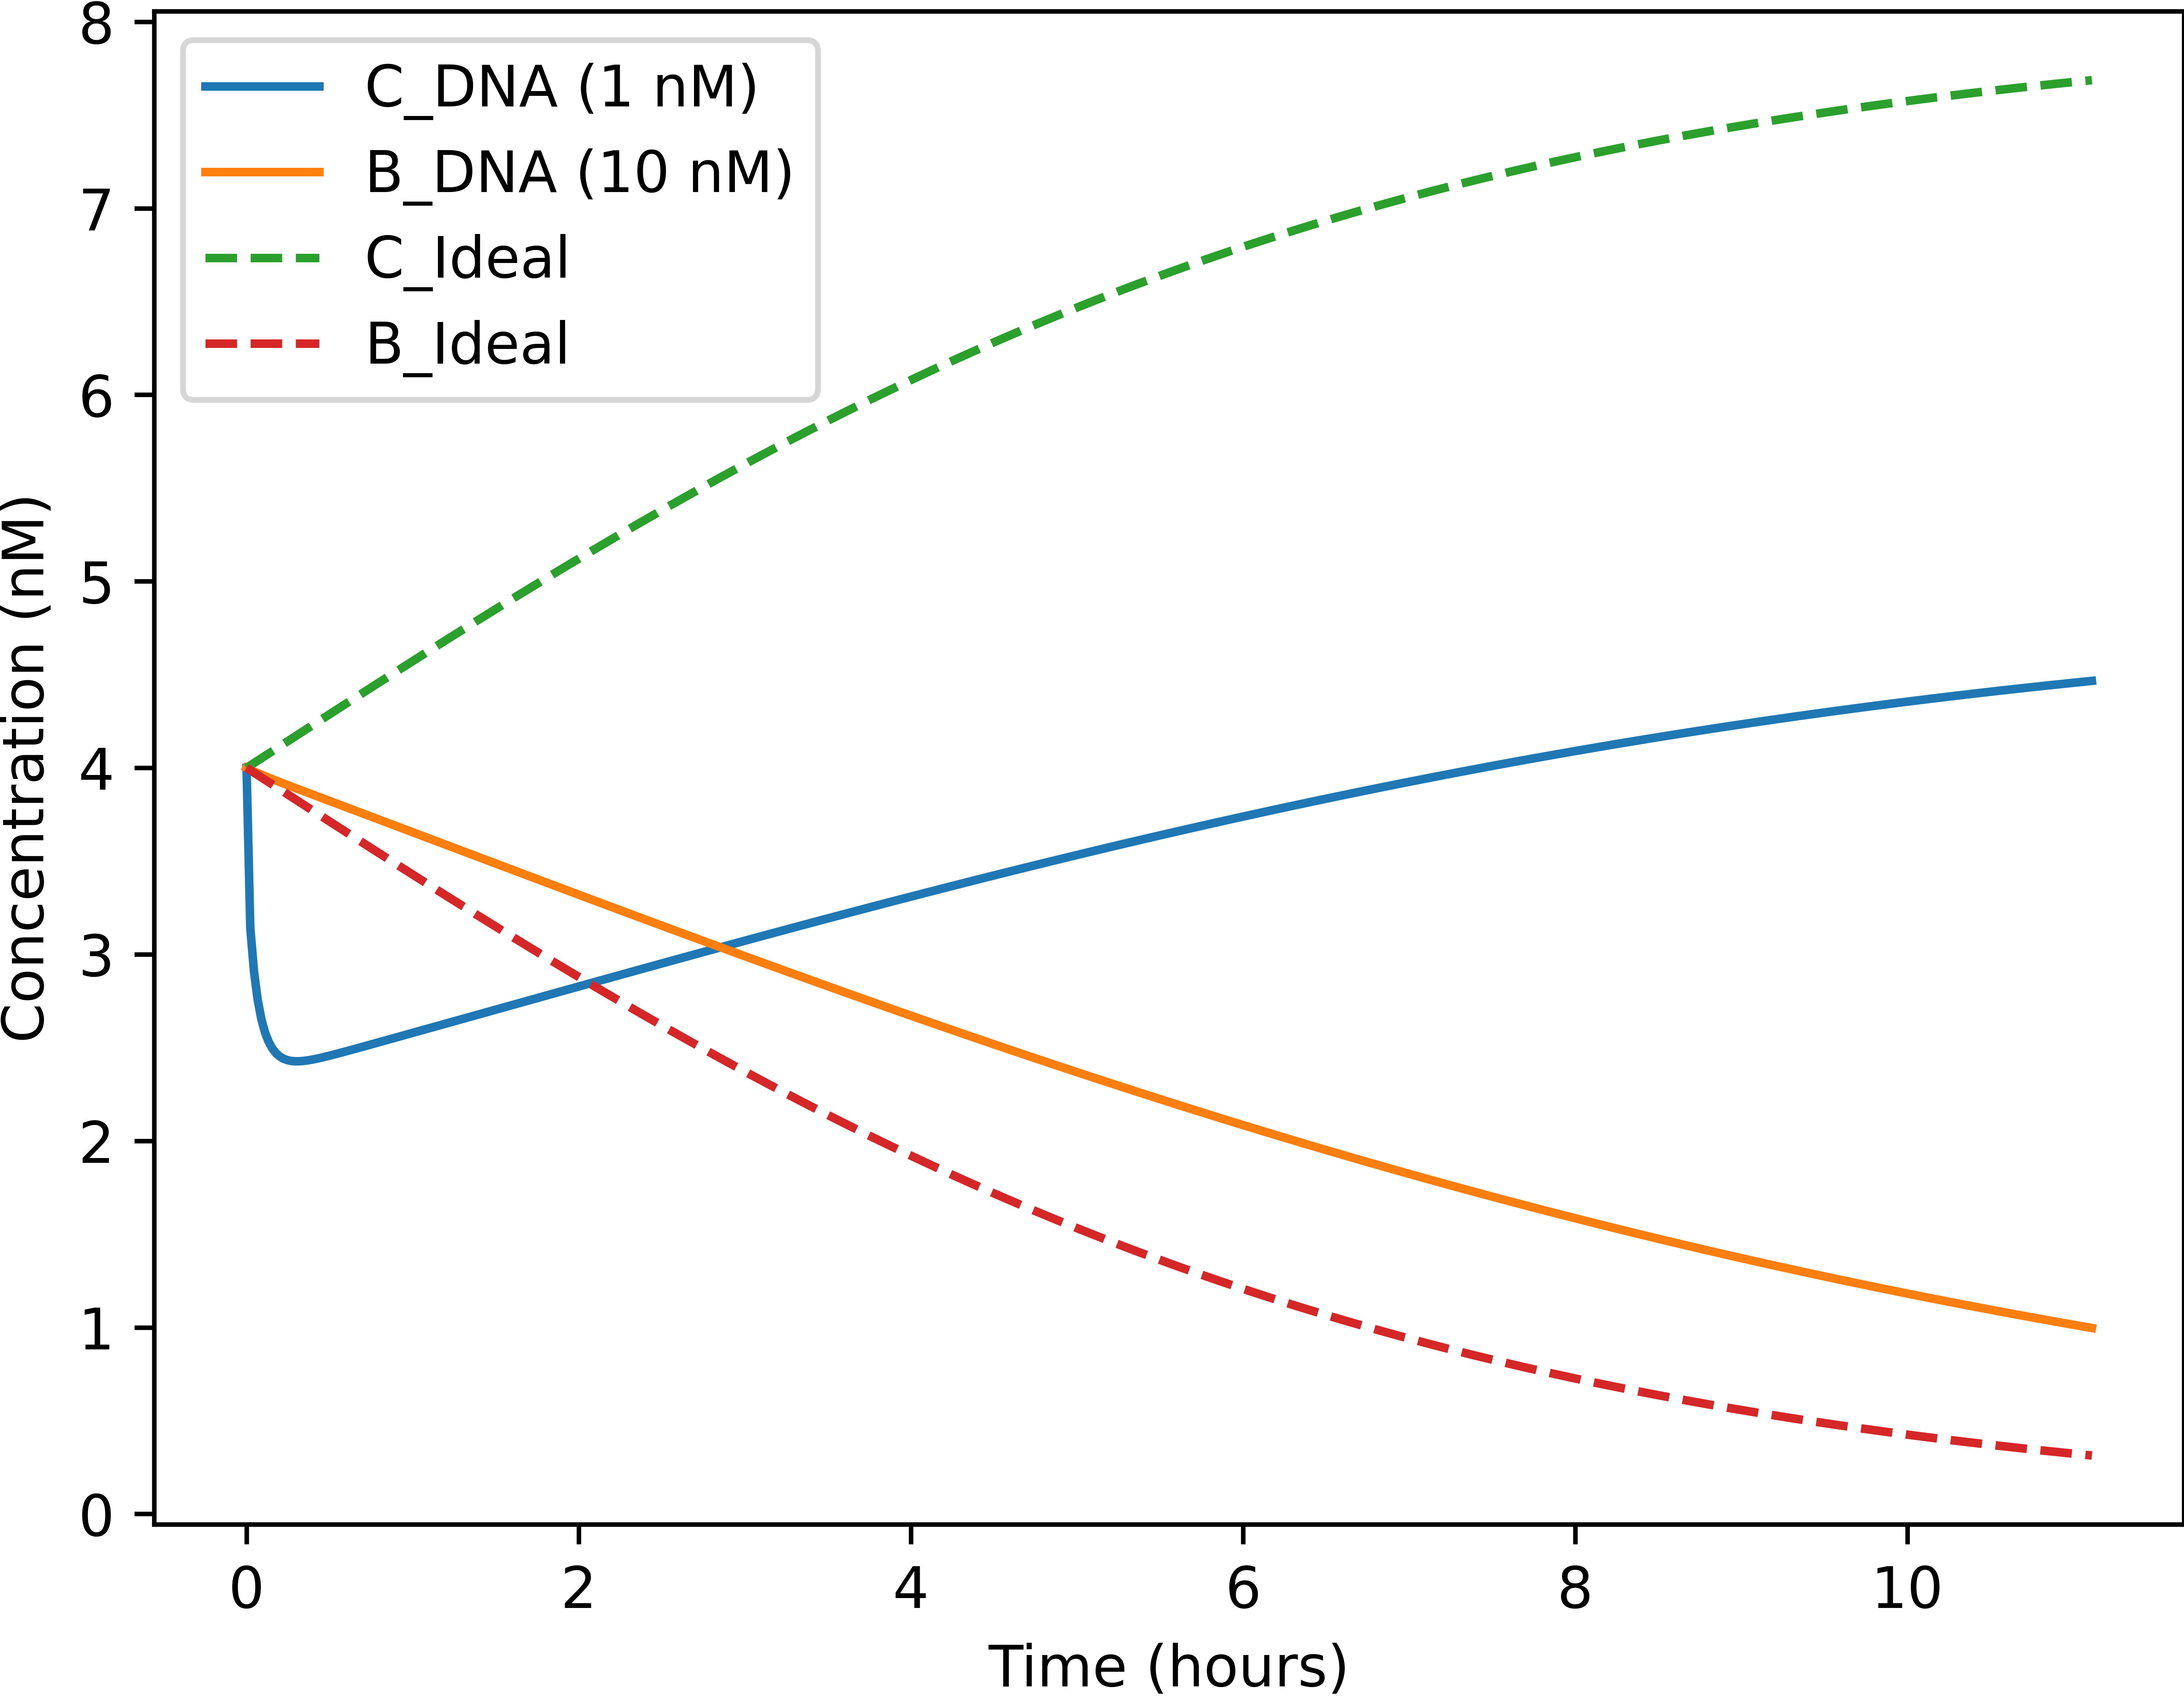 8
7
6
5
4
3
2
1
0
Concentration (nM)
C_DNA (1 nM)
B_DNA (10 nM)
C_Ideal
B_Ideal
0 2 4 6 8 10
Time (hours)